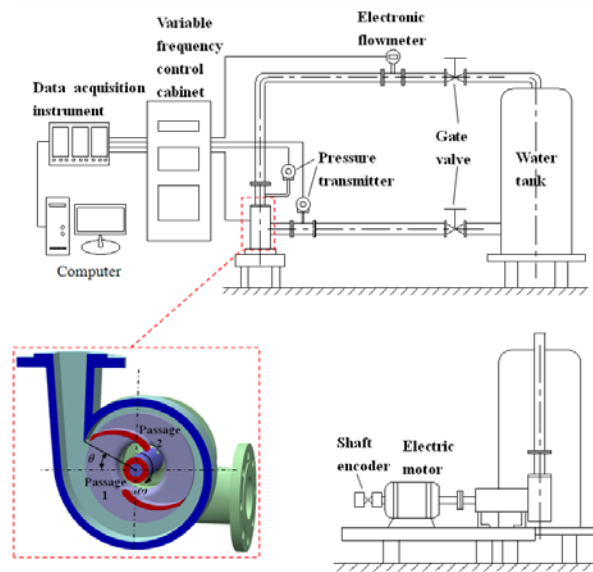 Variable
frequency
control
cabinet
Electronic
flowmeter
Data acquisition
instrument
Pressure
transmitter
Gate
valve
Water
tank
Computer
Passage
2
θ
Passage
1
ω
Shaft
encoder
Electric
motor